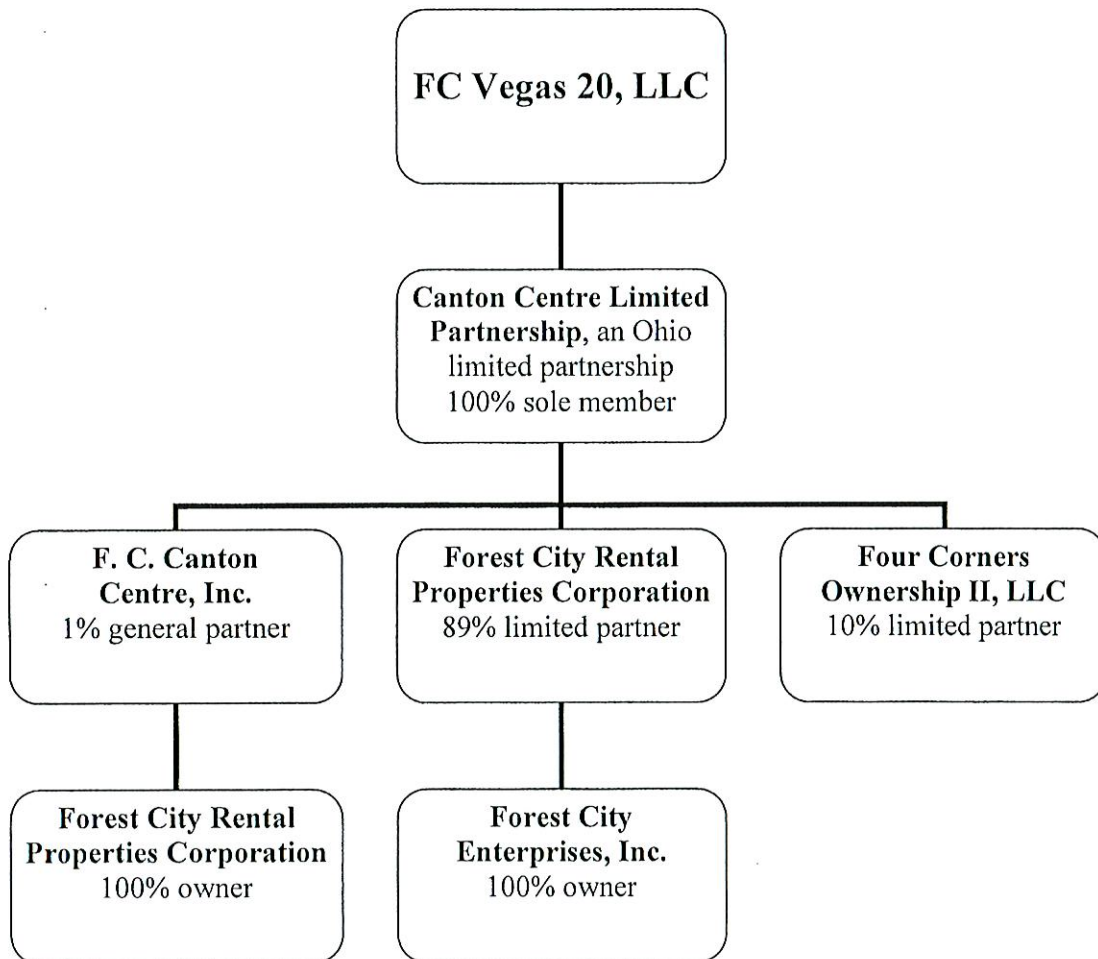 FC Vegas 20, LLC
Canton Centre Limited
Partnership, an Ohio
limited partnership
100% sole member
F. C. Canton
Centre, Inc.
1% general partner
Forest City Rental
Properties Corporation
89% limited partner
Four Corners
Ownership II, LLC
10% limited partner
Forest City Rental
Properties Corporation
100% owner
Forest City
Enterprises, Inc.
100% owner